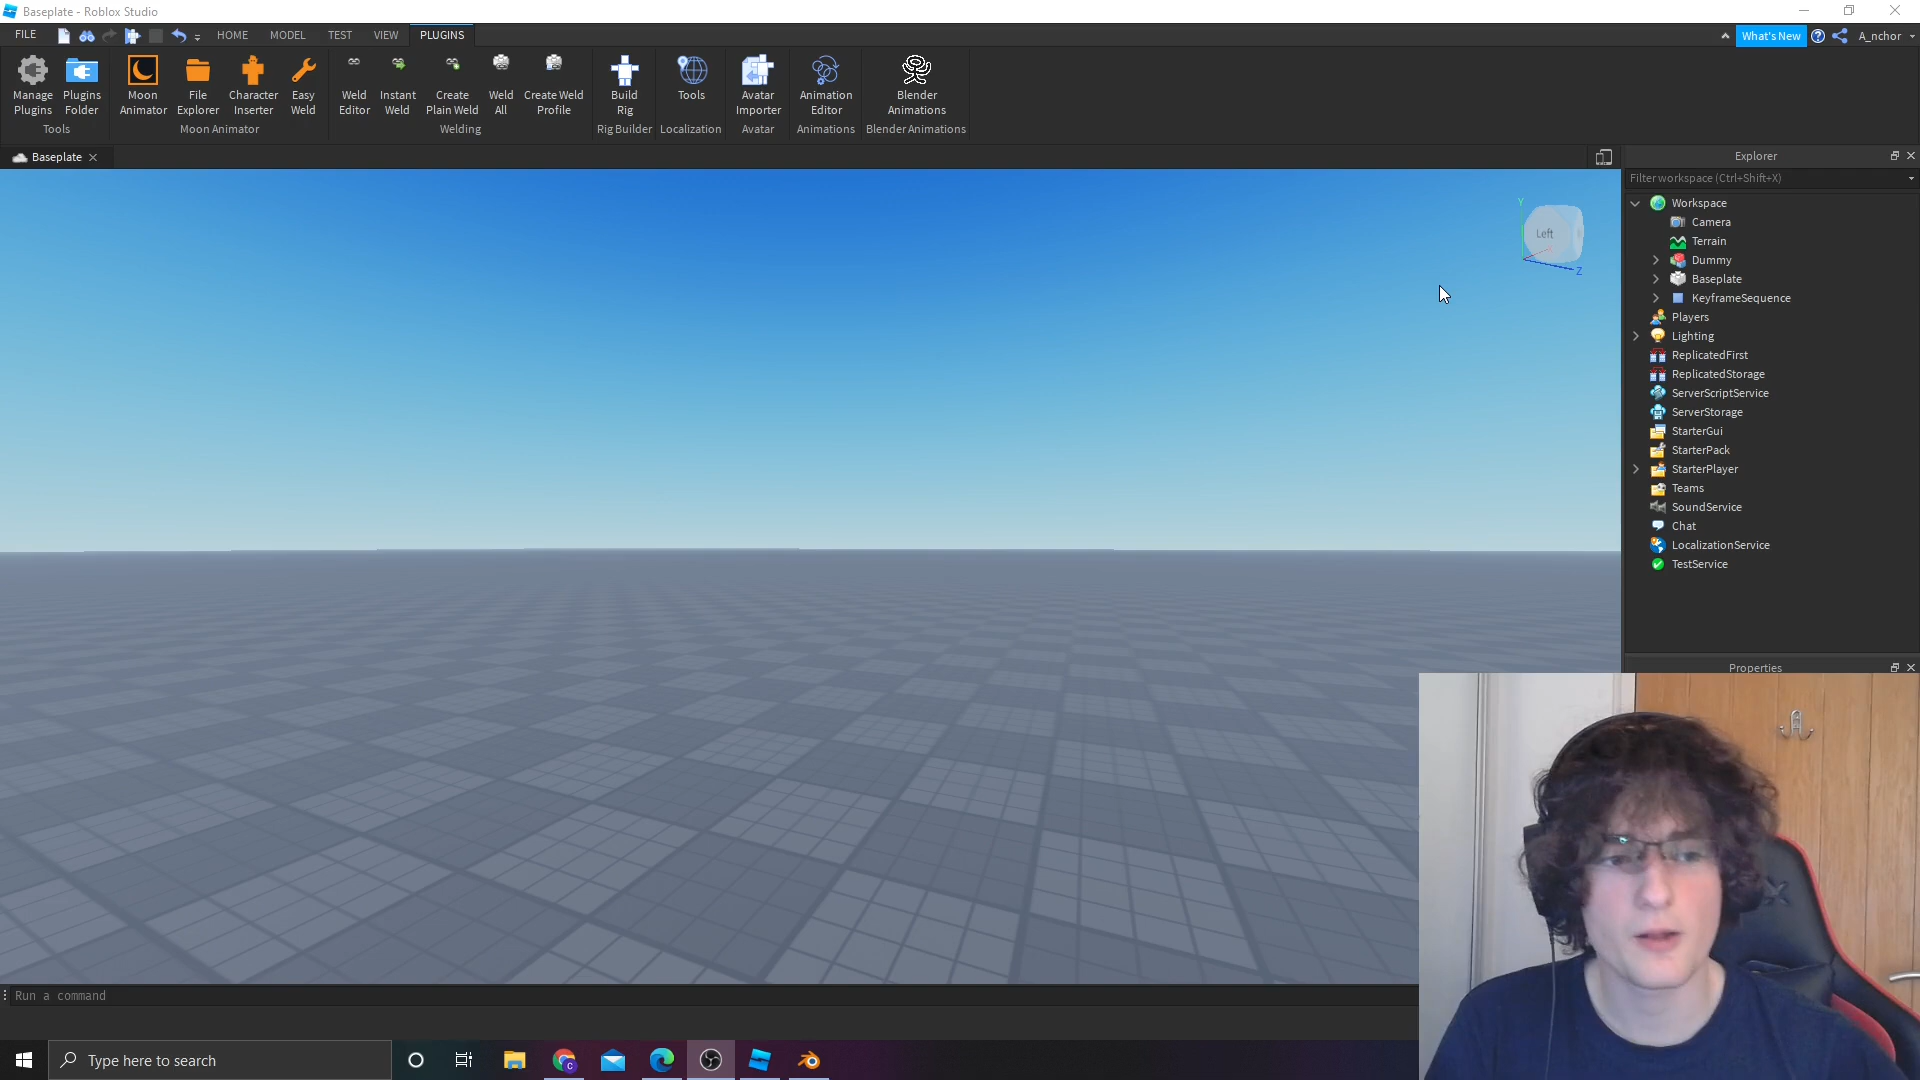 Baseplate - Roblox Studio
FILE HOME MODEL TEST VIEW PLUGINS What's New A_nchor
Manage Plugins
Plugins Folder
Tools
Moon Animator
File Explorer
Character Inserter
Easy Weld
Moon Animator
Weld Editor
Instant Weld
Create Plain Weld
Weld All
Create Weld Profile
Welding
Build Rig
Rig Builder
Tools
Localization
Avatar Importer
Avatar
Animation Editor
Animations
Blender Animations
Blender Animations
Baseplate
Explorer
Filter workspace (Ctrl+Shift+X)
Y
Left
Z
Workspace
Camera
Terrain
Dummy
Baseplate
KeyframeSequence
Players
Lighting
ReplicatedFirst
ReplicatedStorage
ServerScriptService
ServerStorage
StarterGui
StarterPack
StarterPlayer
Teams
SoundService
Chat
LocalizationService
TestService
Properties
Run a command
Type here to search